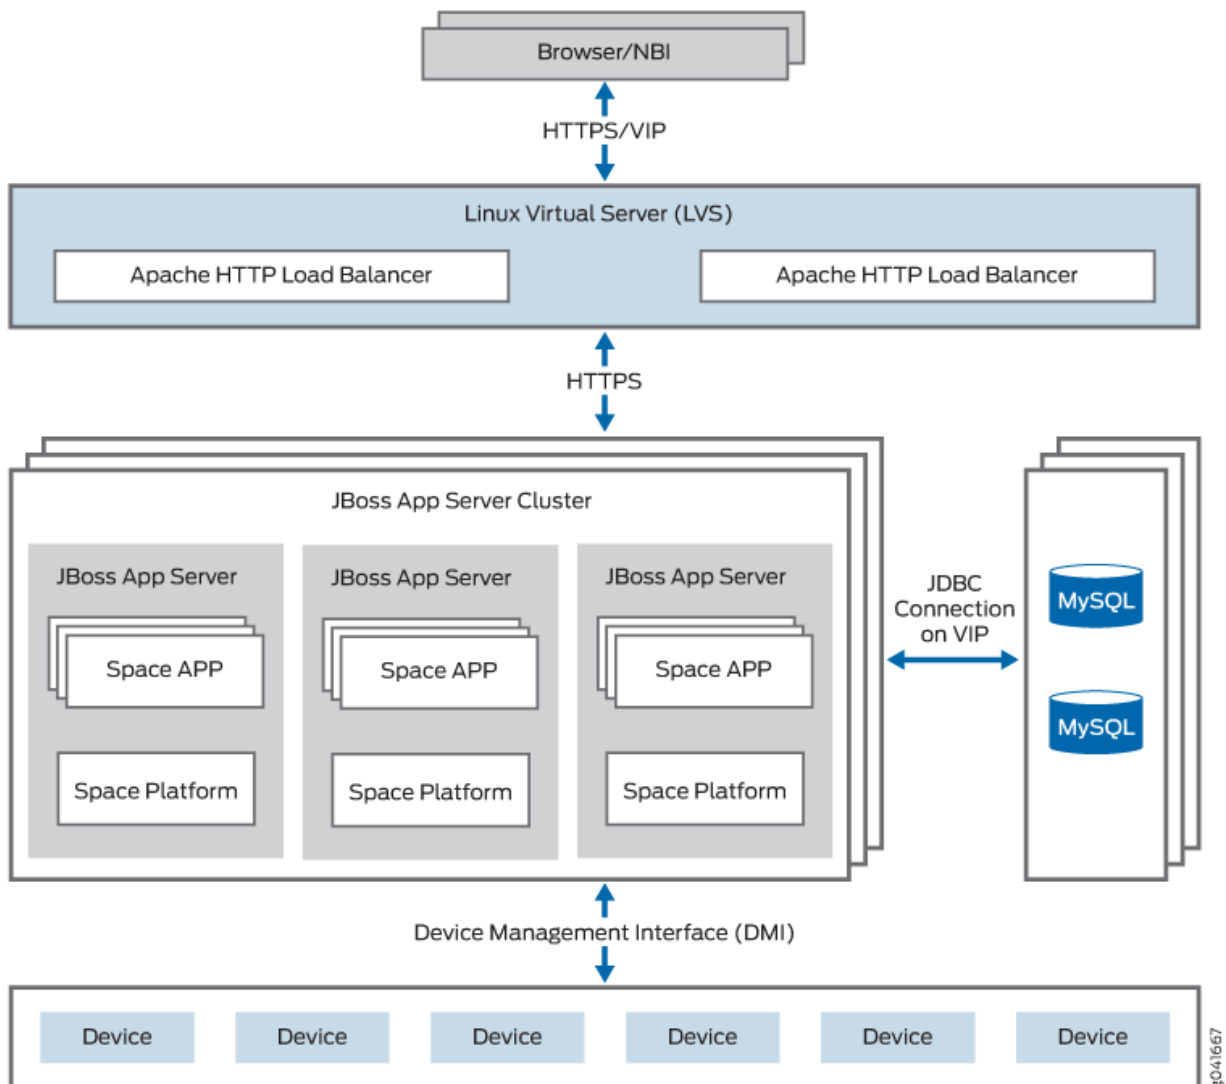 Browser/NBI
HTTPS/VIP
Linux Virtual Server (LVS)
Apache HTTP Load Balancer
Apache HTTP Load Balancer
HTTPS
JBoss App Server Cluster
JBoss App Server
JBoss App Server
JBoss App Server
Space APP
Space APP
Space APP
Space Platform
Space Platform
Space Platform
JDBC
Connection
on VIP
MySQL
MySQL
Device Management Interface (DMI)
Device
Device
Device
Device
Device
Device
g041667